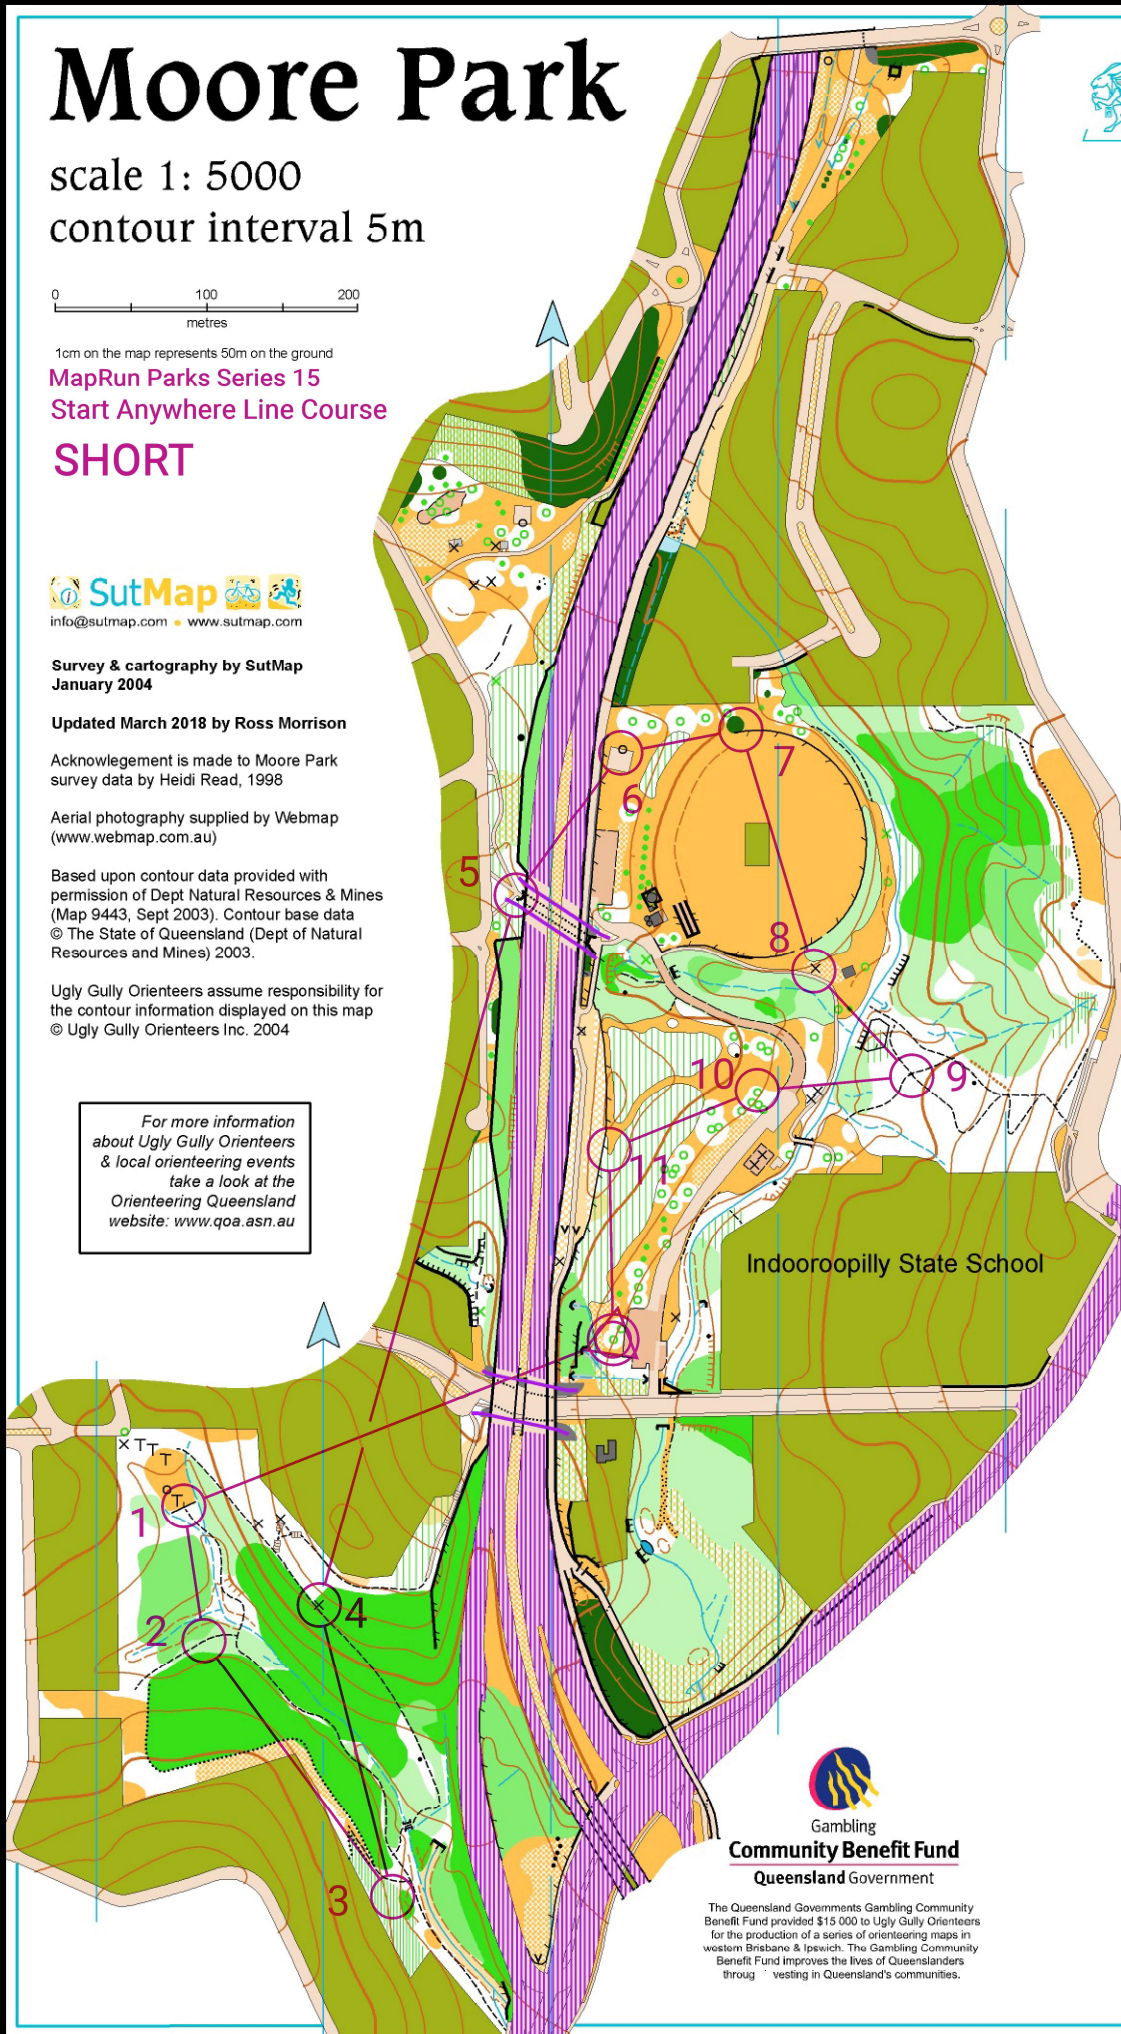 Moore Park
scale 1: 5000
contour interval 5m
0 100 200
metres
1cm on the map represents 50m on the ground
MapRun Parks Series 15
Start Anywhere Line Course
SHORT
i SutMap
info@sutmap.com • www.sutmap.com
Survey & cartography by SutMap
January 2004
Updated March 2018 by Ross Morrison
Acknowlegement is made to Moore Park
survey data by Heidi Read, 1998
Aerial photography supplied by Webmap
(www.webmap.com.au)
Based upon contour data provided with
permission of Dept Natural Resources & Mines
(Map 9443, Sept 2003). Contour base data
© The State of Queensland (Dept of Natural
Resources and Mines) 2003.
Ugly Gully Orienteers assume responsibility for
the contour information displayed on this map
© Ugly Gully Orienteers Inc. 2004
For more information
about Ugly Gully Orienteers
& local orienteering events
take a look at the
Orienteering Queensland
website: www.qoa.asn.au
7
6
5
8
10
9
11
Indooroopilly State School
1
4
2
3
Gambling
Community Benefit Fund
Queensland Government
The Queensland Governments Gambling Community
Benefit Fund provided $15 000 to Ugly Gully Orienteers
for the production of a series of orienteering maps in
western Brisbane & Ipswich. The Gambling Community
Benefit Fund improves the lives of Queenslanders
in Queensland's communities.